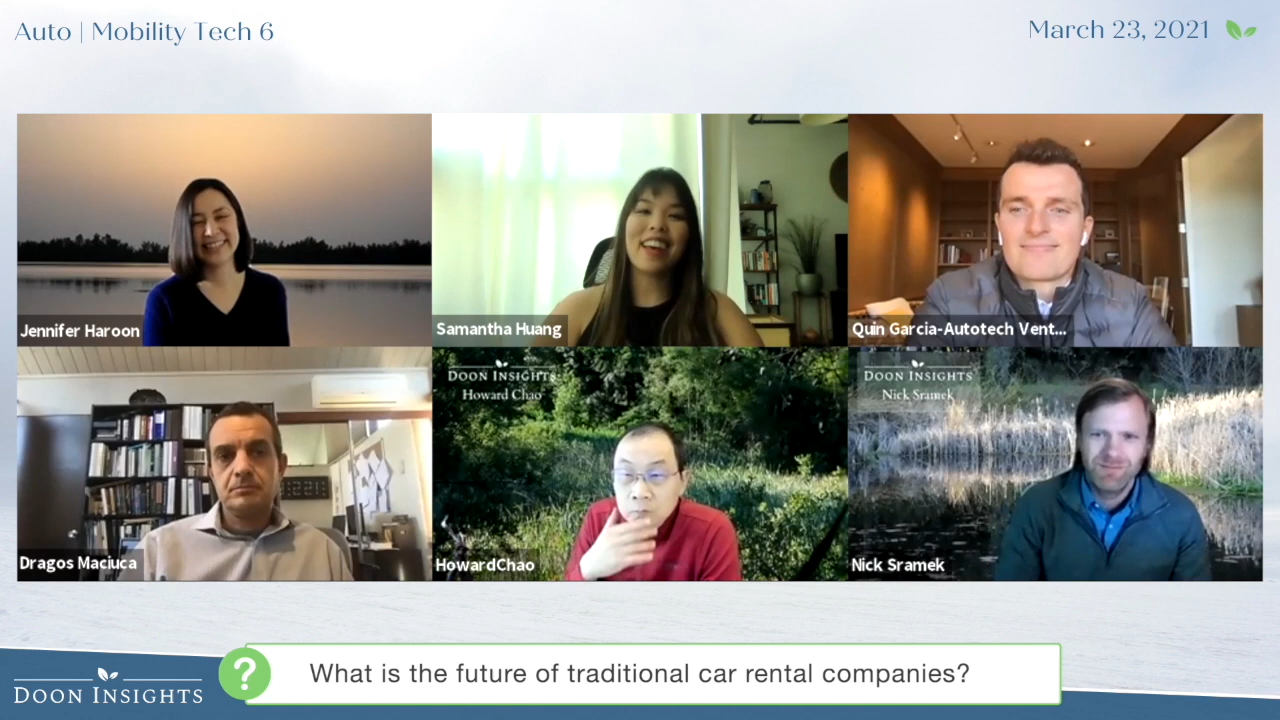 Auto | Mobility Tech 6
March 23, 2021
Jennifer Haroon
Samantha Huang
Quin Garcia-Autotech Vent...
DOON INSIGHTS
Howard Chao
DOON INSIGHTS
Nick Sramek
Dragos Maciuca
HowardChao
Nick Sramek
? What is the future of traditional car rental companies?
DOON INSIGHTS